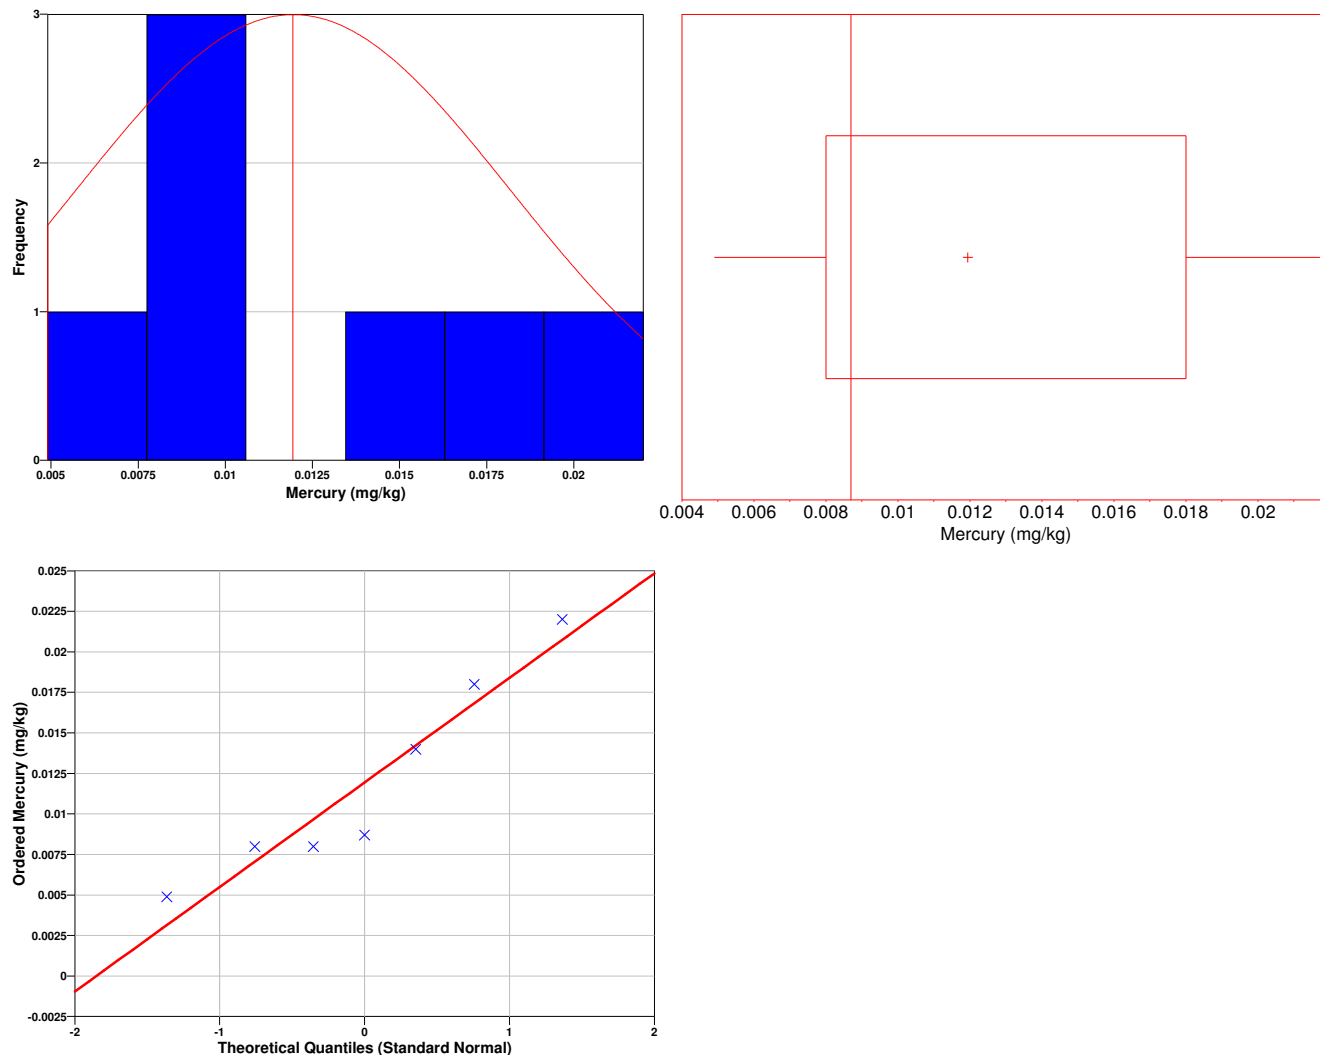 3
2
1
0
Frequency
0.005 0.0075 0.01 0.0125 0.015 0.0175 0.02
Mercury (mg/kg)
0.004 0.006 0.008 0.01 0.012 0.014 0.016 0.018 0.02
Mercury (mg/kg)
0.025
0.0225
0.02
0.0175
0.015
0.0125
0.01
0.0075
0.005
0.0025
0
-0.0025
Ordered Mercury (mg/kg)
-2 -1 0 1 2
Theoretical Quantiles (Standard Normal)